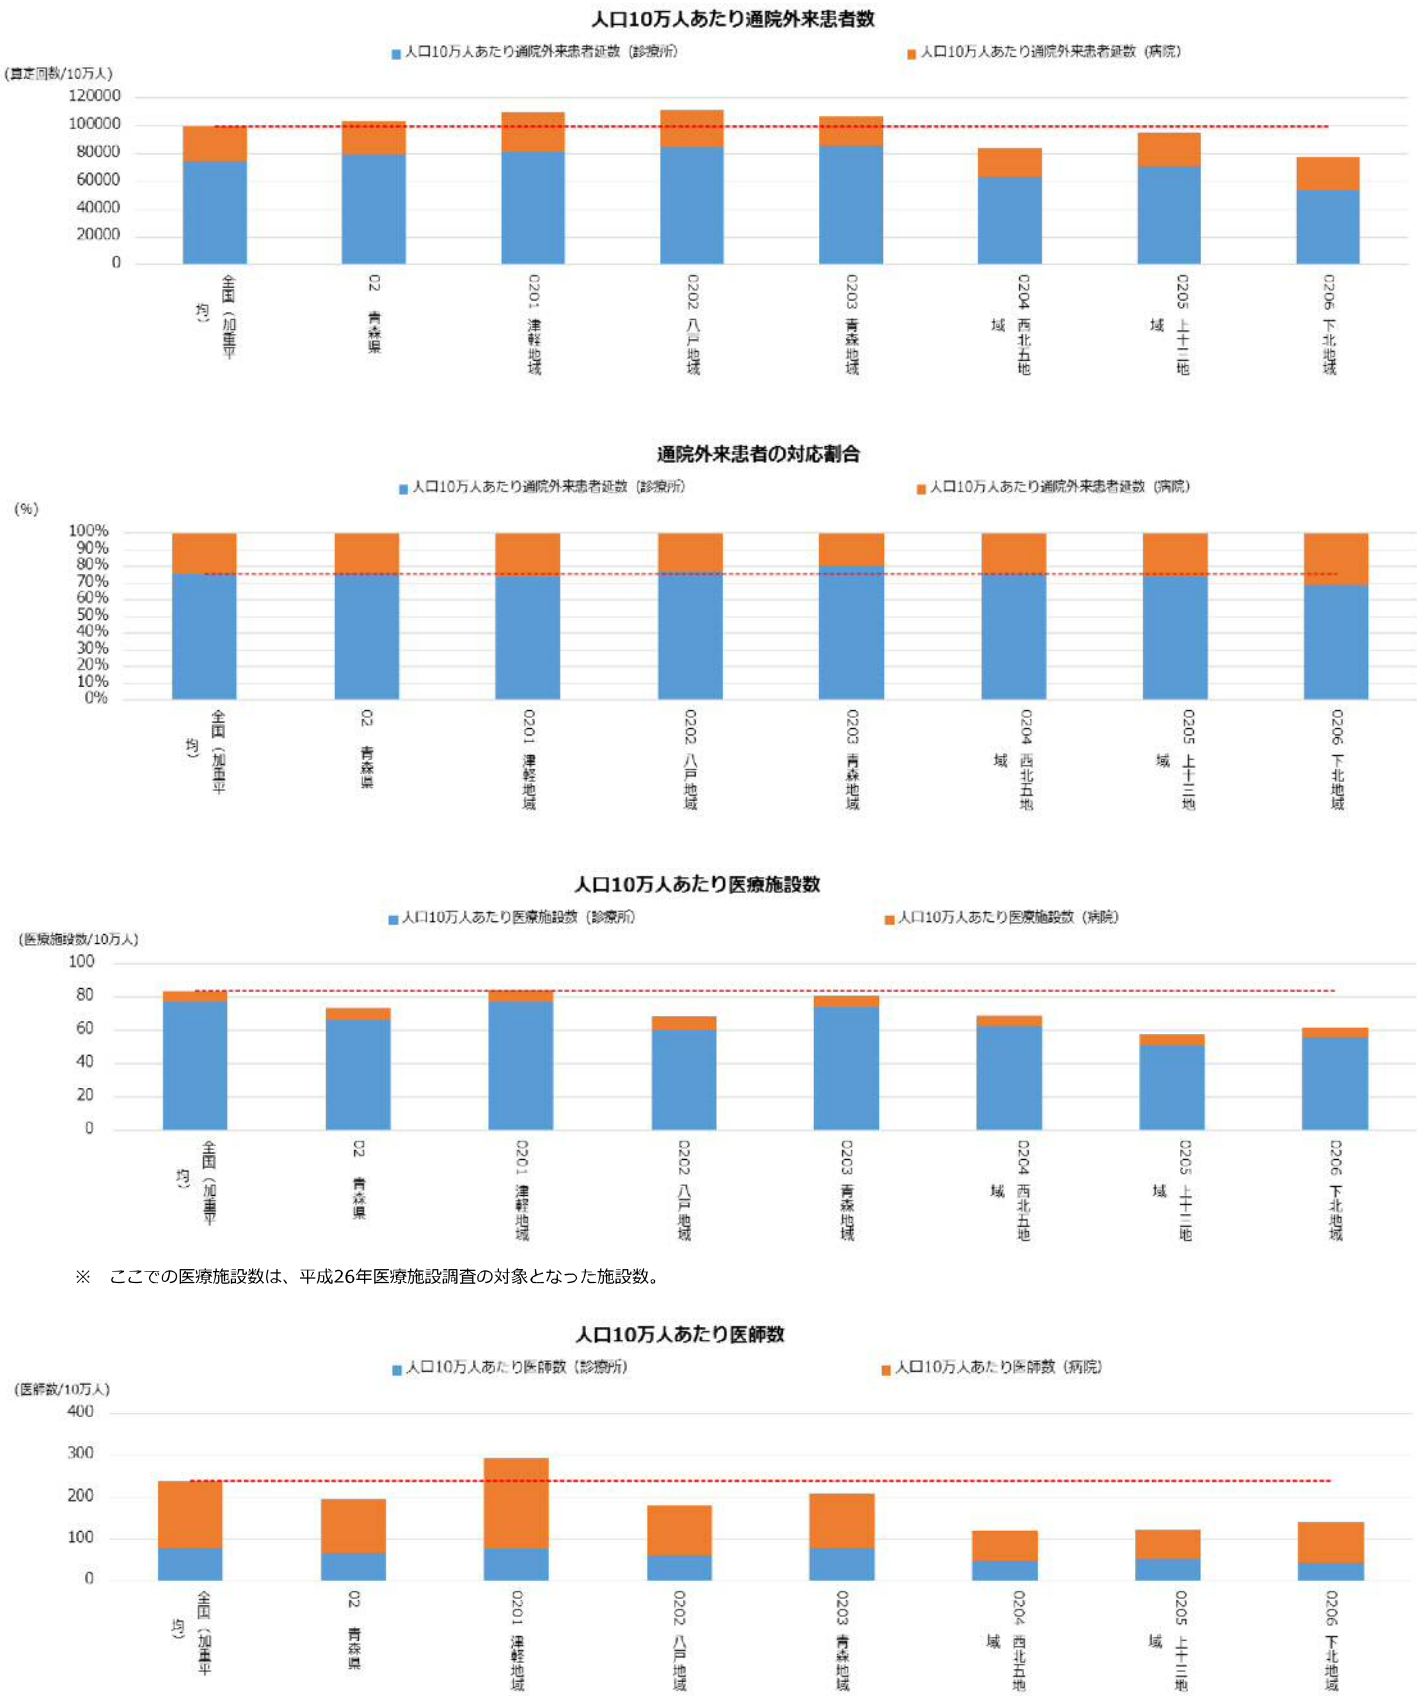 人口10万人あたり通院外来患者数
人口10万人あたり通院外来患者延数（診療所）
人口10万人あたり通院外来患者延数（病院）
(算定回数/10万人)
120000
100000
80000
60000
40000
20000
0
全国（加重平均）
02　青森県
0201 津軽地域
0202 八戸地域
0203 青森地域
0204 西北五地域
0205 上十三地域
0206 下北地域
通院外来患者の対応割合
人口10万人あたり通院外来患者延数（診療所）
人口10万人あたり通院外来患者延数（病院）
(%)
100%
90%
80%
70%
60%
50%
40%
30%
20%
10%
0%
全国（加重平均）
02　青森県
0201 津軽地域
0202 八戸地域
0203 青森地域
0204 西北五地域
0205 上十三地域
0206 下北地域
人口10万人あたり医療施設数
人口10万人あたり医療施設数（診療所）
人口10万人あたり医療施設数（病院）
(医療施設数/10万人)
100
80
60
40
20
0
全国（加重平均）
02　青森県
0201 津軽地域
0202 八戸地域
0203 青森地域
0204 西北五地域
0205 上十三地域
0206 下北地域
※　ここでの医療施設数は、平成26年医療施設調査の対象となった施設数。
人口10万人あたり医師数
人口10万人あたり医師数（診療所）
人口10万人あたり医師数（病院）
(医師数/10万人)
400
300
200
100
0
全国（加重平均）
02　青森県
0201 津軽地域
0202 八戸地域
0203 青森地域
0204 西北五地域
0205 上十三地域
0206 下北地域